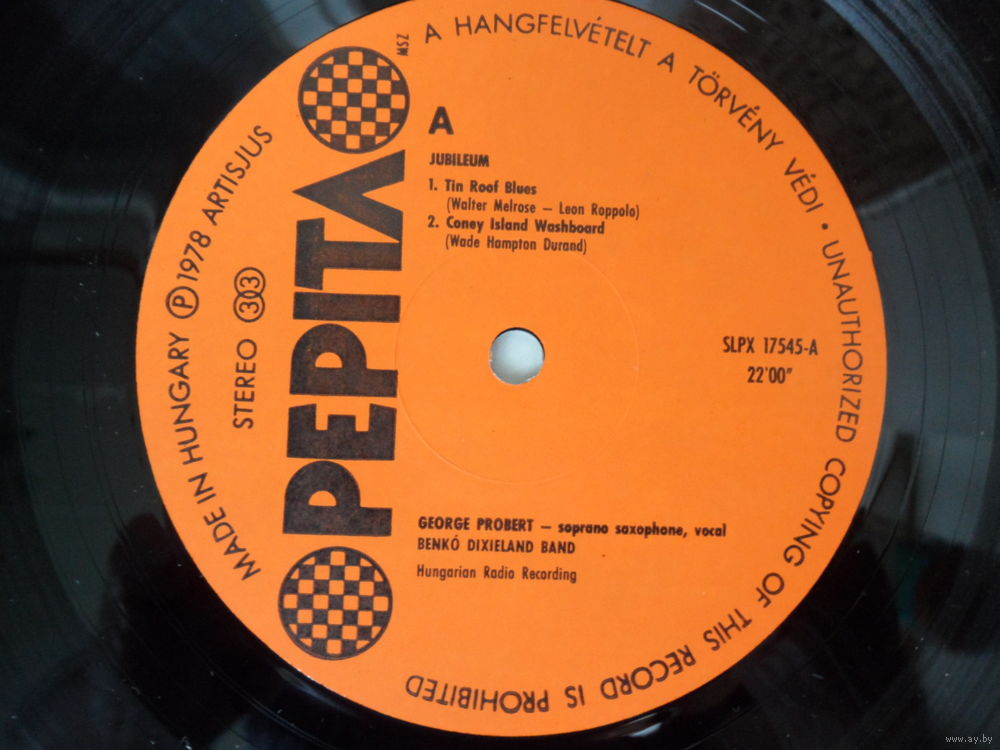 A HANGFELVÉTELT A TÖRVÉNY VÉDI • UNAUTHORIZED COPYING OF THIS RECORD IS PROHIBITED
MADE IN HUNGARY Ⓟ 1978 ARTISJUS
STEREO 303
PEPITA
MSZ
A
JUBILEUM
1. Tin Roof Blues
(Walter Melrose – Leon Roppolo)
2. Coney Island Washboard
(Wade Hampton Durand)
SLPX 17545-A
22'00"
GEORGE PROBERT – soprano saxophone, vocal
BENKÓ DIXIELAND BAND
Hungarian Radio Recording
www.ay.by